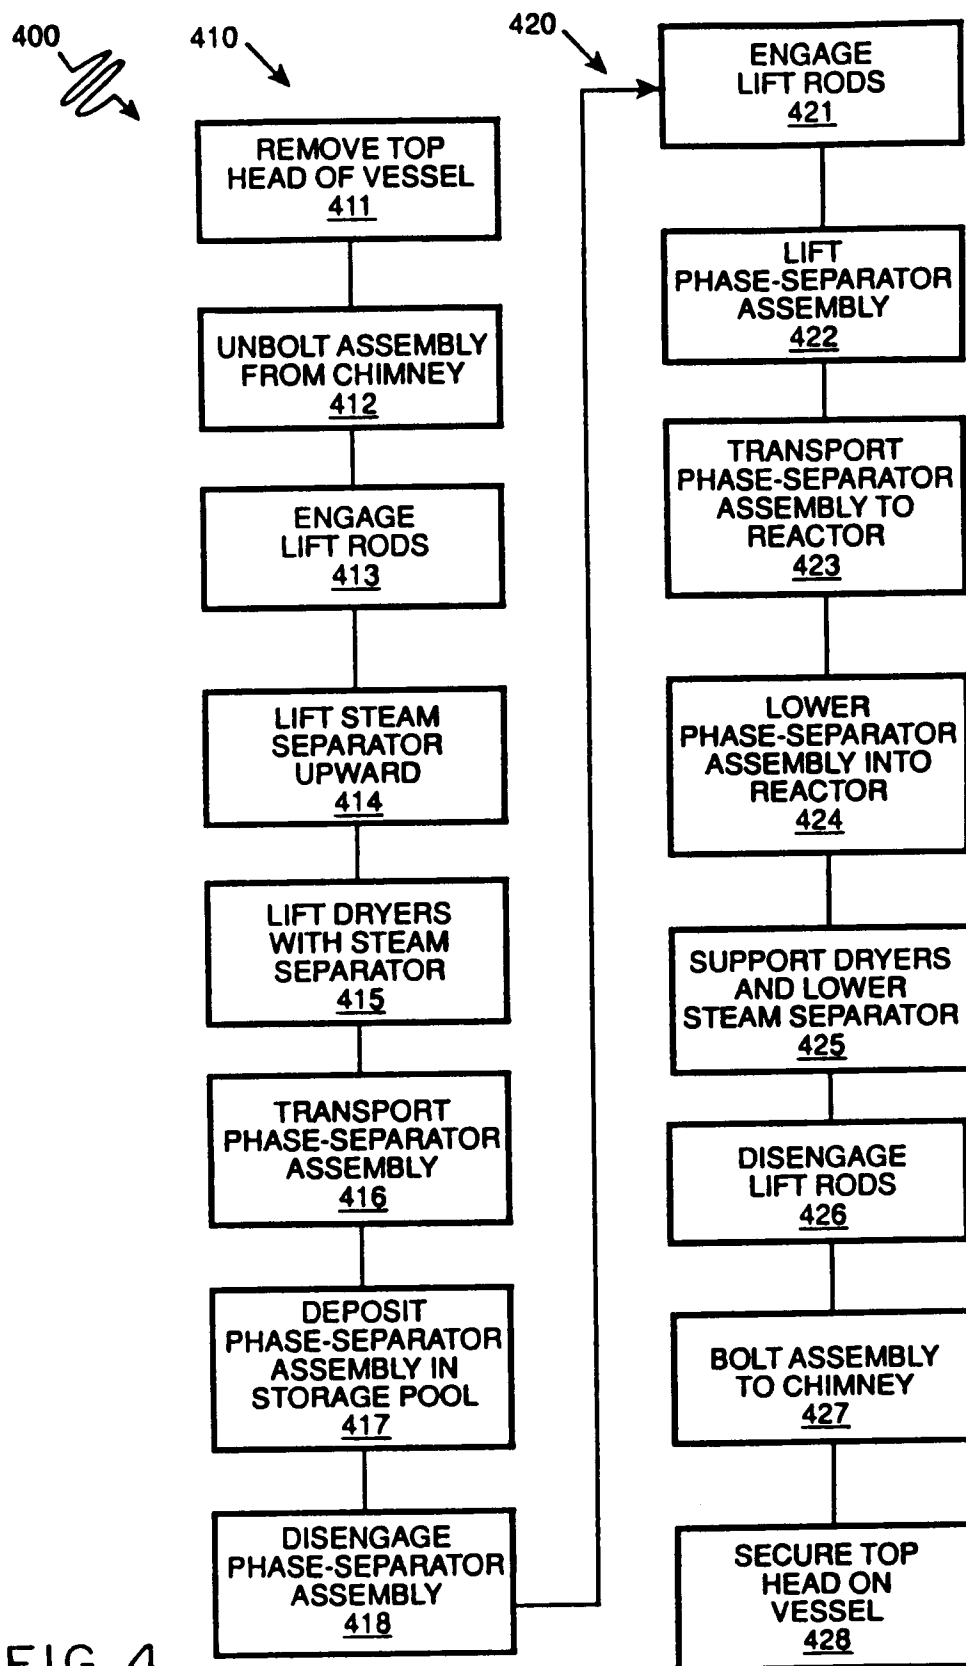 400
410
REMOVE TOP
HEAD OF VESSEL
411
UNBOLT ASSEMBLY
FROM CHIMNEY
412
ENGAGE
LIFT RODS
413
LIFT STEAM
SEPARATOR
UPWARD
414
LIFT DRYERS
WITH STEAM
SEPARATOR
415
TRANSPORT
PHASE-SEPARATOR
ASSEMBLY
416
DEPOSIT
PHASE-SEPARATOR
ASSEMBLY IN
STORAGE POOL
417
DISENGAGE
PHASE-SEPARATOR
ASSEMBLY
418
420
ENGAGE
LIFT RODS
421
LIFT
PHASE-SEPARATOR
ASSEMBLY
422
TRANSPORT
PHASE-SEPARATOR
ASSEMBLY TO
REACTOR
423
LOWER
PHASE-SEPARATOR
ASSEMBLY INTO
REACTOR
424
SUPPORT DRYERS
AND LOWER
STEAM SEPARATOR
425
DISENGAGE
LIFT RODS
426
BOLT ASSEMBLY
TO CHIMNEY
427
SECURE TOP
HEAD ON
VESSEL
428
FIG 4